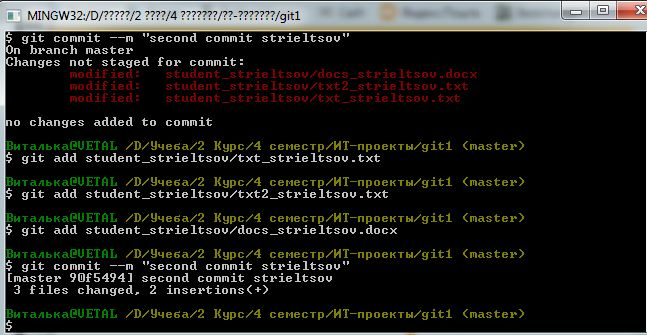 MINGW32:/D/?????/2 ????/4 ???????/??-???????/git1
$ git commit --m "second commit strieltsov"
On branch master
Changes not staged for commit:
modified: student_strieltsov/docs_strieltsov.docx
modified: student_strieltsov/txt2_strieltsov.txt
modified: student_strieltsov/txt_strieltsov.txt
no changes added to commit
Виталька@VETAL /D/Учеба/2 Курс/4 семестр/ИТ-проекты/git1 (master)
$ git add student_strieltsov/txt_strieltsov.txt
Виталька@VETAL /D/Учеба/2 Курс/4 семестр/ИТ-проекты/git1 (master)
$ git add student_strieltsov/txt2_strieltsov.txt
Виталька@VETAL /D/Учеба/2 Курс/4 семестр/ИТ-проекты/git1 (master)
$ git add student_strieltsov/docs_strieltsov.docx
Виталька@VETAL /D/Учеба/2 Курс/4 семестр/ИТ-проекты/git1 (master)
$ git commit --m "second commit strieltsov"
[master 90f5494] second commit strieltsov
3 files changed, 2 insertions(+)
Виталька@VETAL /D/Учеба/2 Курс/4 семестр/ИТ-проекты/git1 (master)
$